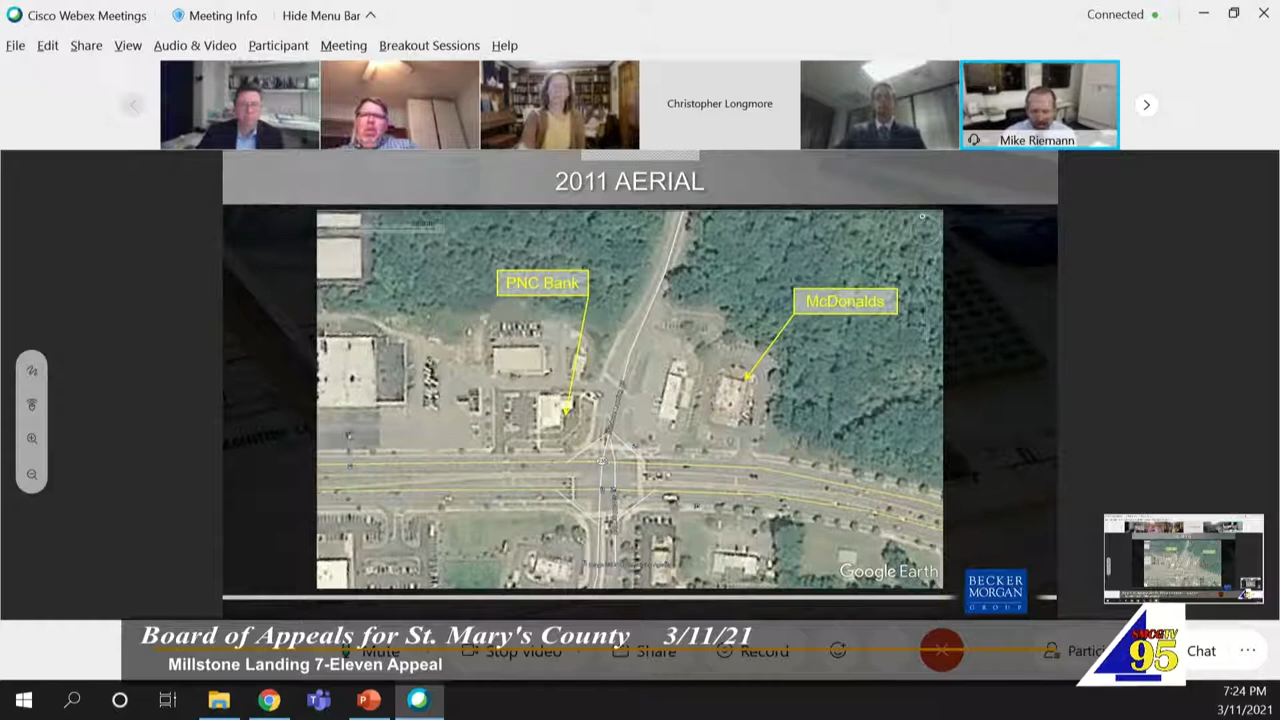 Cisco Webex Meetings
Meeting Info
Hide Menu Bar
Connected
File Edit Share View Audio & Video Participant Meeting Breakout Sessions Help
Christopher Longmore
Mike Riemann
2011 AERIAL
PNC Bank
McDonalds
Google Earth
BECKER
MORGAN
GROUP
Board of Appeals for St. Mary's County 3/11/21
Mute
Stop video
Share
Record
Chat
Millstone Landing 7-Eleven Appeal
SMCGTV
95
7:24 PM
3/11/2021